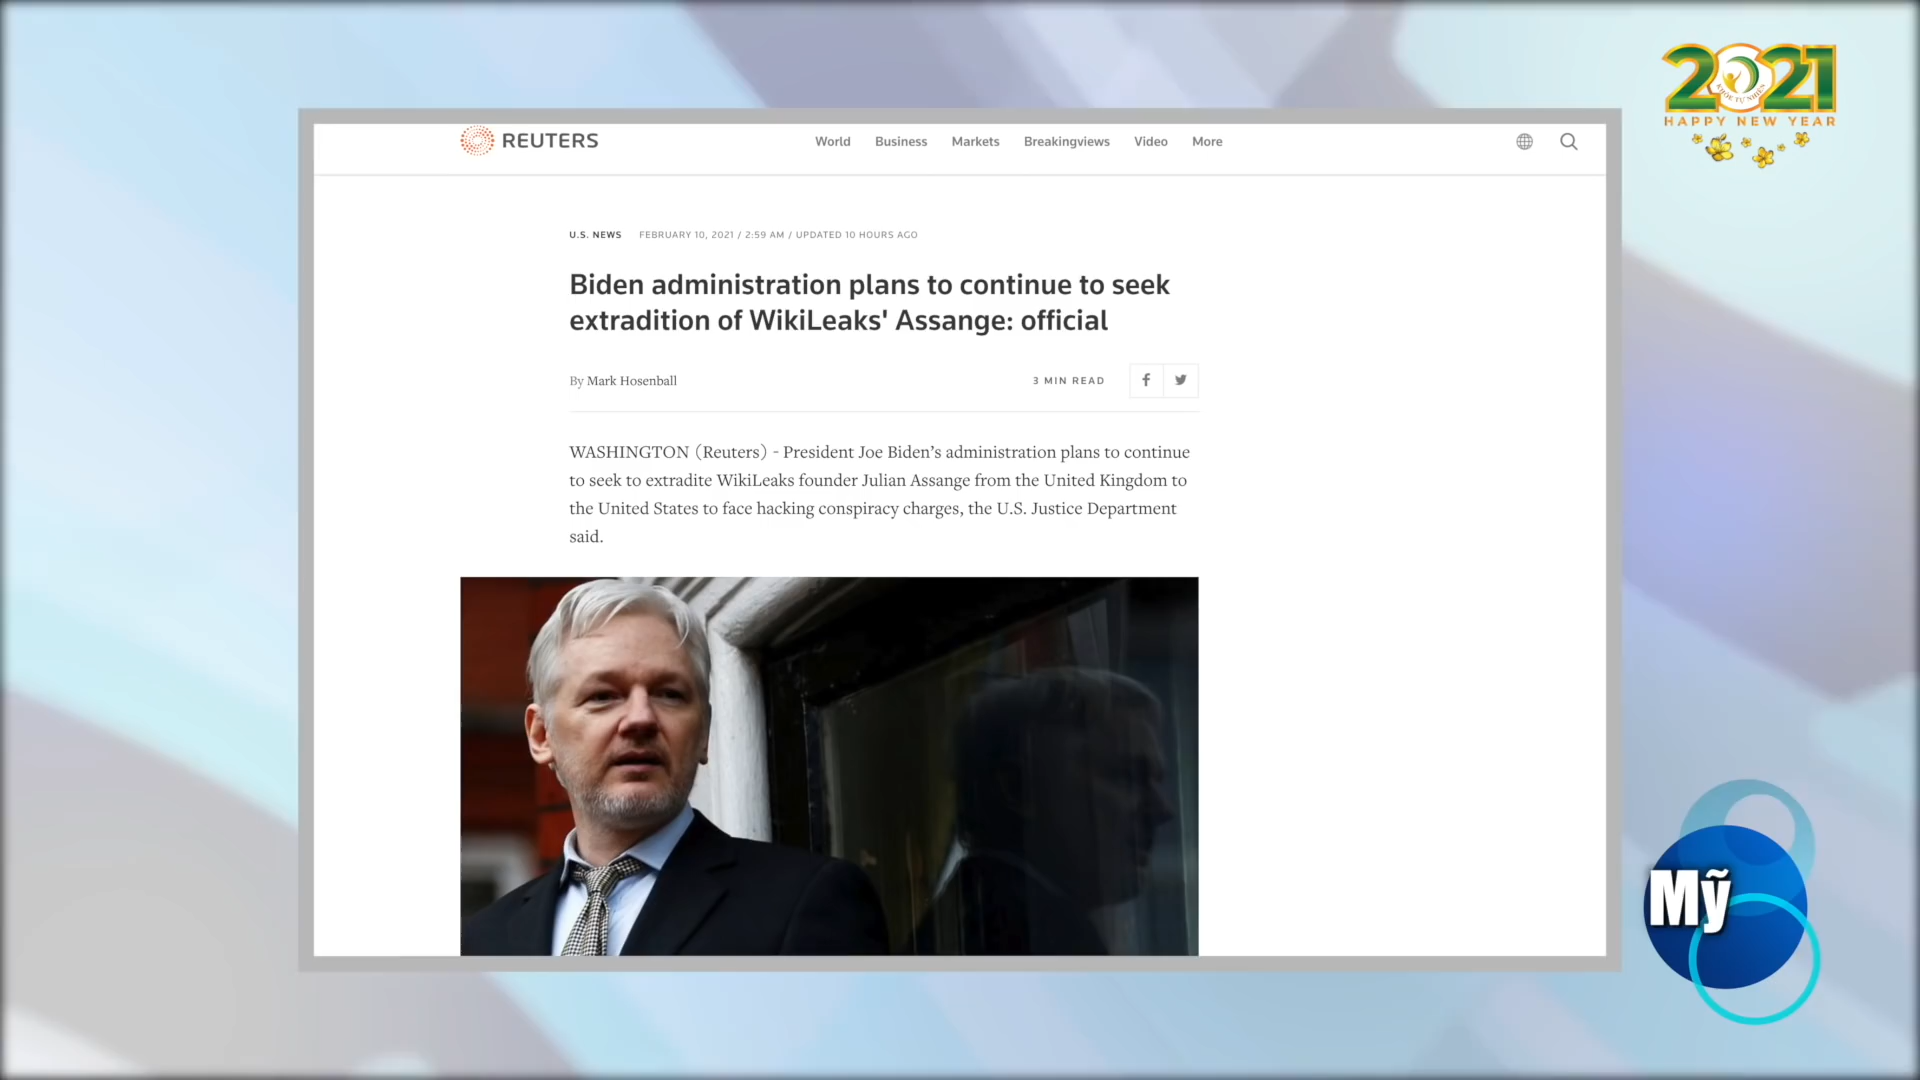 2021
KHỎE TỰ NHIÊN
HAPPY NEW YEAR
REUTERS
World Business Markets Breakingviews Video More
U.S. NEWS FEBRUARY 10, 2021 / 2:59 AM / UPDATED 10 HOURS AGO
Biden administration plans to continue to seek
extradition of WikiLeaks' Assange: official
By Mark Hosenball
3 MIN READ
WASHINGTON (Reuters) - President Joe Biden’s administration plans to continue
to seek to extradite WikiLeaks founder Julian Assange from the United Kingdom to
the United States to face hacking conspiracy charges, the U.S. Justice Department
said.
Mỹ